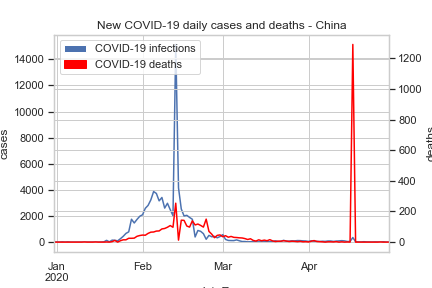 New COVID-19 daily cases and deaths - China
COVID-19 infections
COVID-19 deaths
14000
12000
10000
8000
6000
4000
2000
0
cases
1200
1000
800
600
400
200
0
deaths
Jan
2020
Feb
Mar
Apr